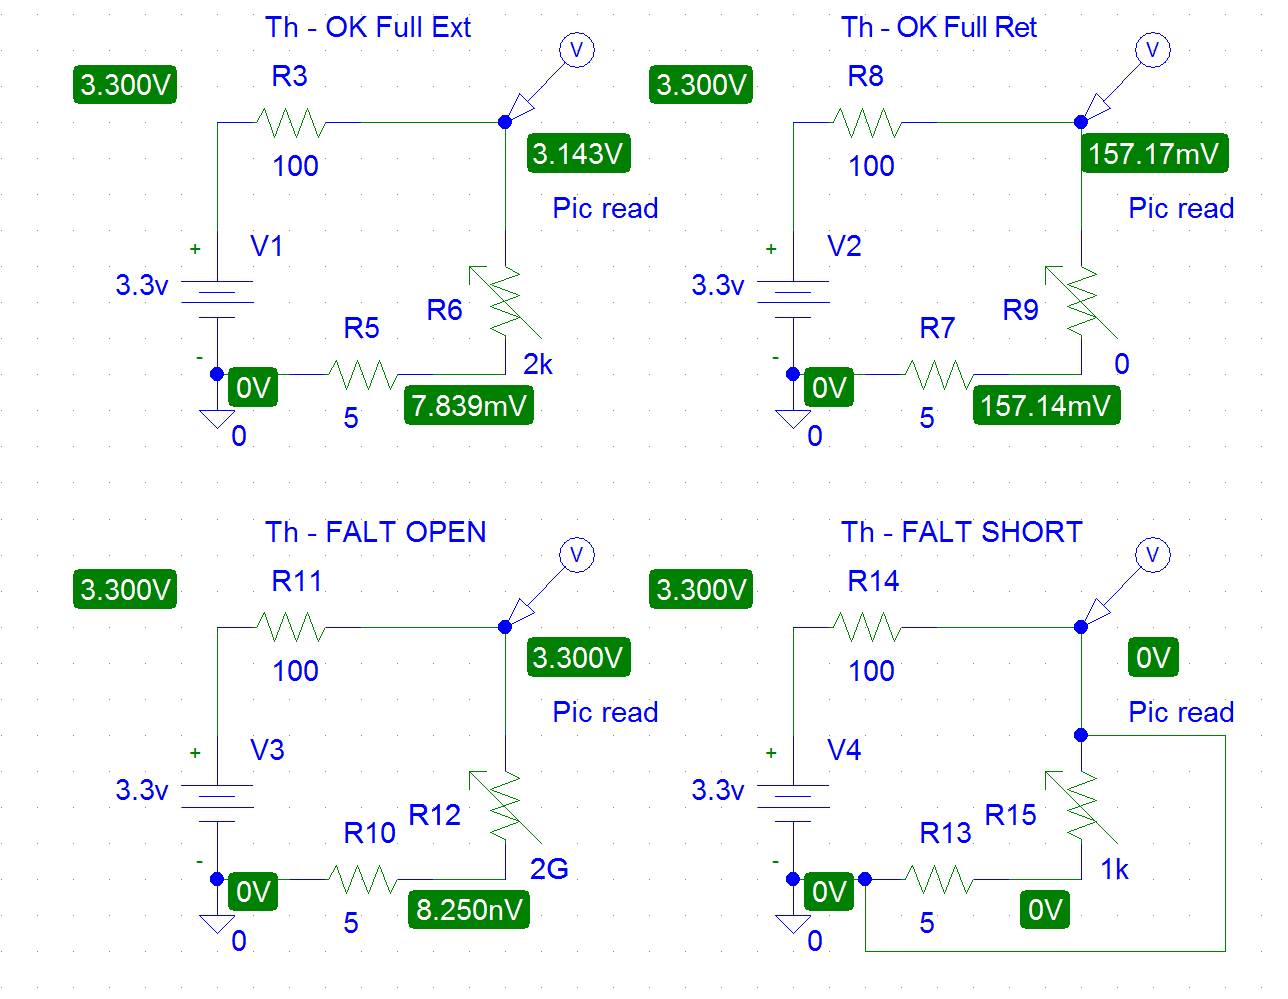 Th - OK Full Ext
V
3.300V
R3
100
3.143V
Pic read
+
V1
3.3v
-
R6
2k
R5
5
0V
7.839mV
0
Th - OK Full Ret
V
3.300V
R8
100
157.17mV
Pic read
+
V2
3.3v
-
R9
0
R7
5
0V
157.14mV
0
Th - FALT OPEN
V
3.300V
R11
100
3.300V
Pic read
+
V3
3.3v
-
R12
2G
R10
5
0V
8.250nV
0
Th - FALT SHORT
V
3.300V
R14
100
0V
Pic read
+
V4
3.3v
-
R15
1k
R13
5
0V
0V
0